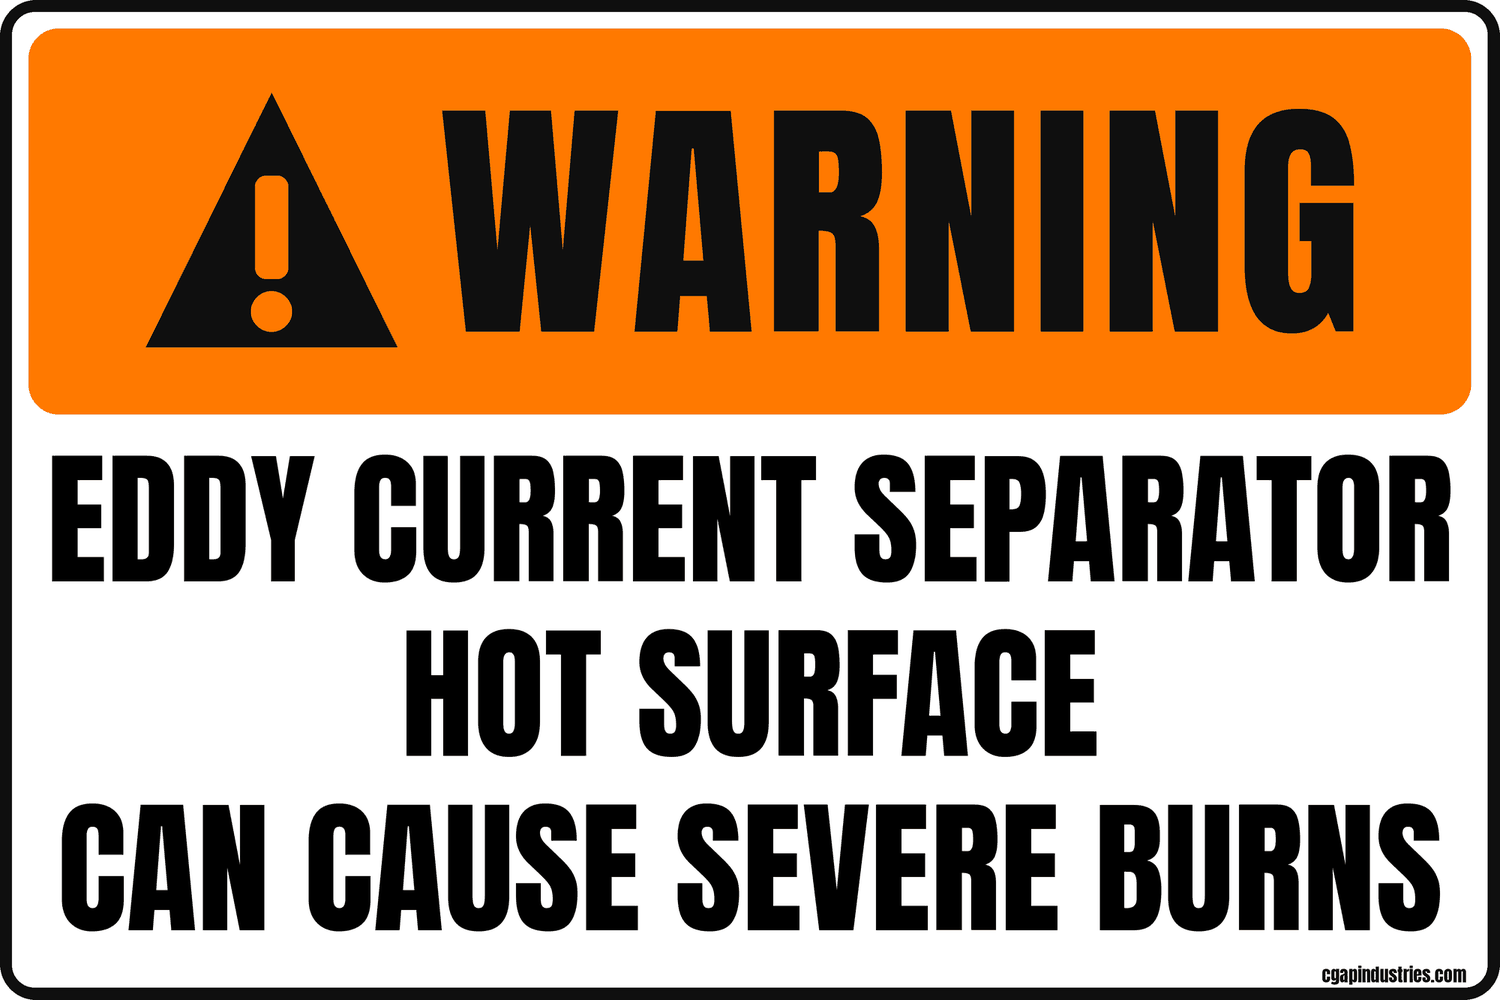 WARNING
EDDY CURRENT SEPARATOR
HOT SURFACE
CAN CAUSE SEVERE BURNS
cgapindustries.com